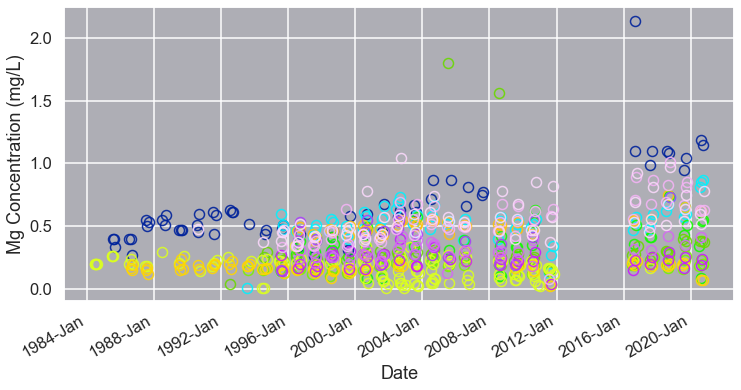 2.0
1.5
1.0
0.5
0.0
Mg Concentration (mg/L)
1984-Jan
1988-Jan
1992-Jan
1996-Jan
2000-Jan
2004-Jan
2008-Jan
2012-Jan
2016-Jan
2020-Jan
Date